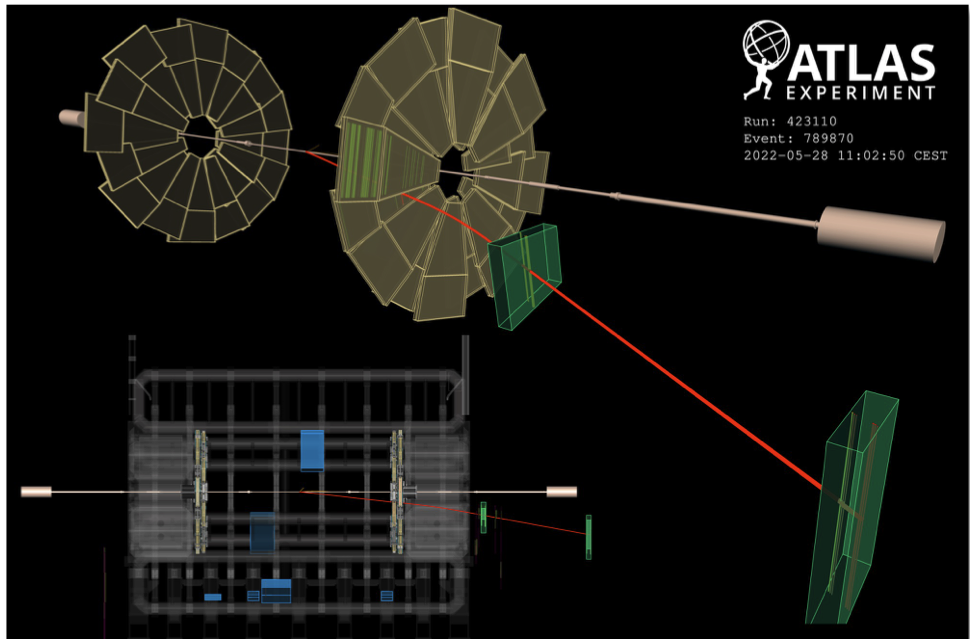 ATLAS
EXPERIMENT
Run: 423110
Event: 789870
2022-05-28 11:02:50 CEST